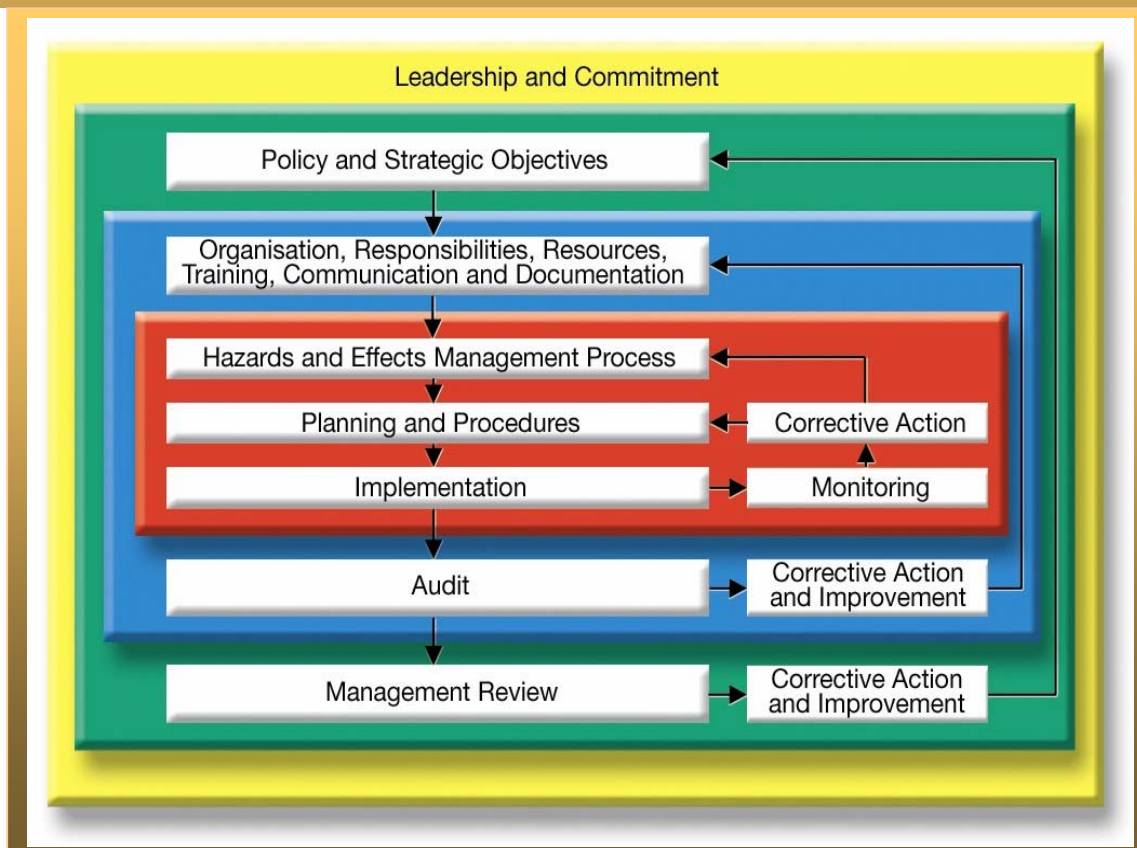 Leadership and Commitment
Policy and Strategic Objectives
Organisation, Responsibilities, Resources,
Training, Communication and Documentation
Hazards and Effects Management Process
Planning and Procedures
Corrective Action
Implementation
Monitoring
Audit
Corrective Action
and Improvement
Management Review
Corrective Action
and Improvement